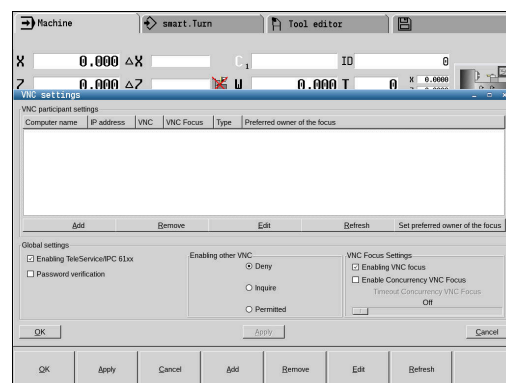 Machine smart.Turn Tool editor
X 0.000 △X C 1 ID 0
Z 0.000 △Z W 0.000 T 0 X 0.0000
VNC settings
VNC participant settings
Computer name IP address VNC VNC Focus Type Preferred owner of the focus
Add Remove Edit Refresh Set preferred owner of the focus
Global settings
Enabling TeleService/IPC 61xx
Password verification
Enabling other VNC
Deny
Inquire
Permitted
VNC Focus Settings
Enabling VNC focus
Enable Concurrency VNC Focus
Timeout Concurrency VNC Focus
Off
OK Apply Cancel
OK Apply Cancel Add Remove Edit Refresh